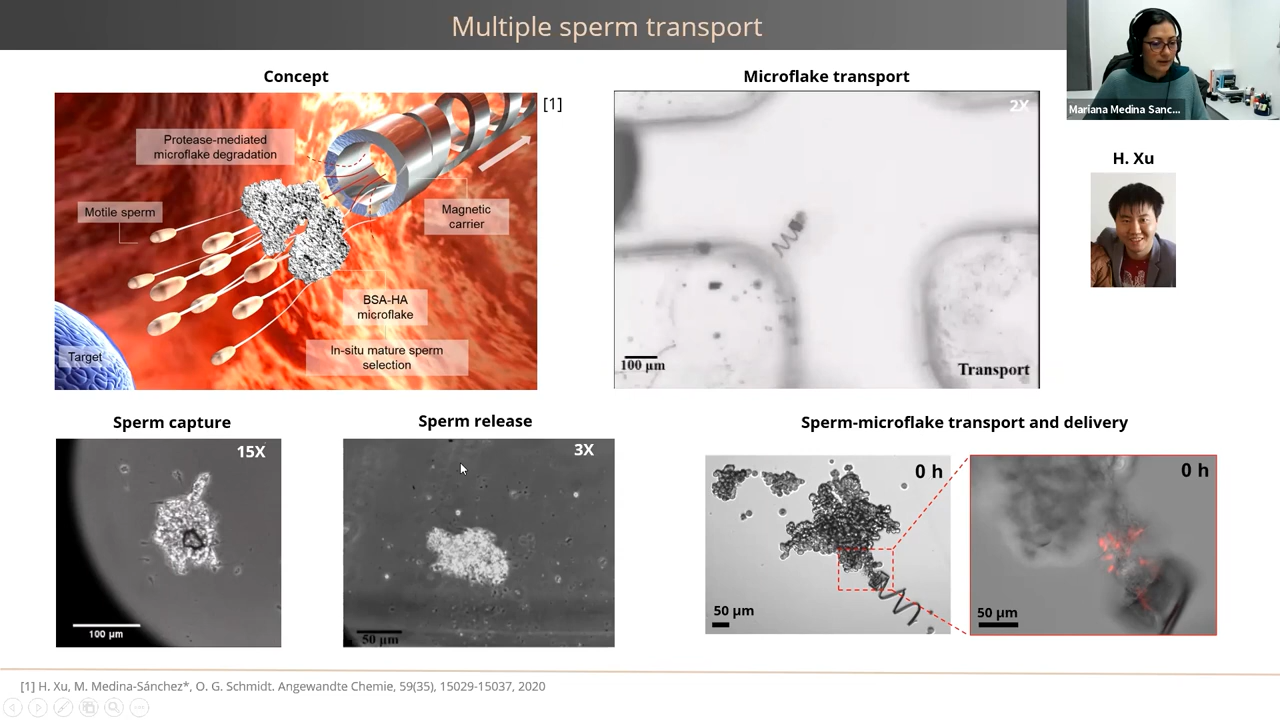 Multiple sperm transport
Mariana Medina Sanc...
Concept
[1]
Protease-mediated
microflake degradation
Motile sperm
Magnetic
carrier
BSA-HA
microflake
Target
In-situ mature sperm
selection
Microflake transport
2X
100 µm
Transport
H. Xu
Sperm capture
15X
100 µm
Sperm release
3X
50 µm
Sperm-microflake transport and delivery
0 h
50 µm
0 h
50 µm
[1] H. Xu, M. Medina-Sánchez*, O. G. Schmidt. Angewandte Chemie, 59(35), 15029-15037, 2020